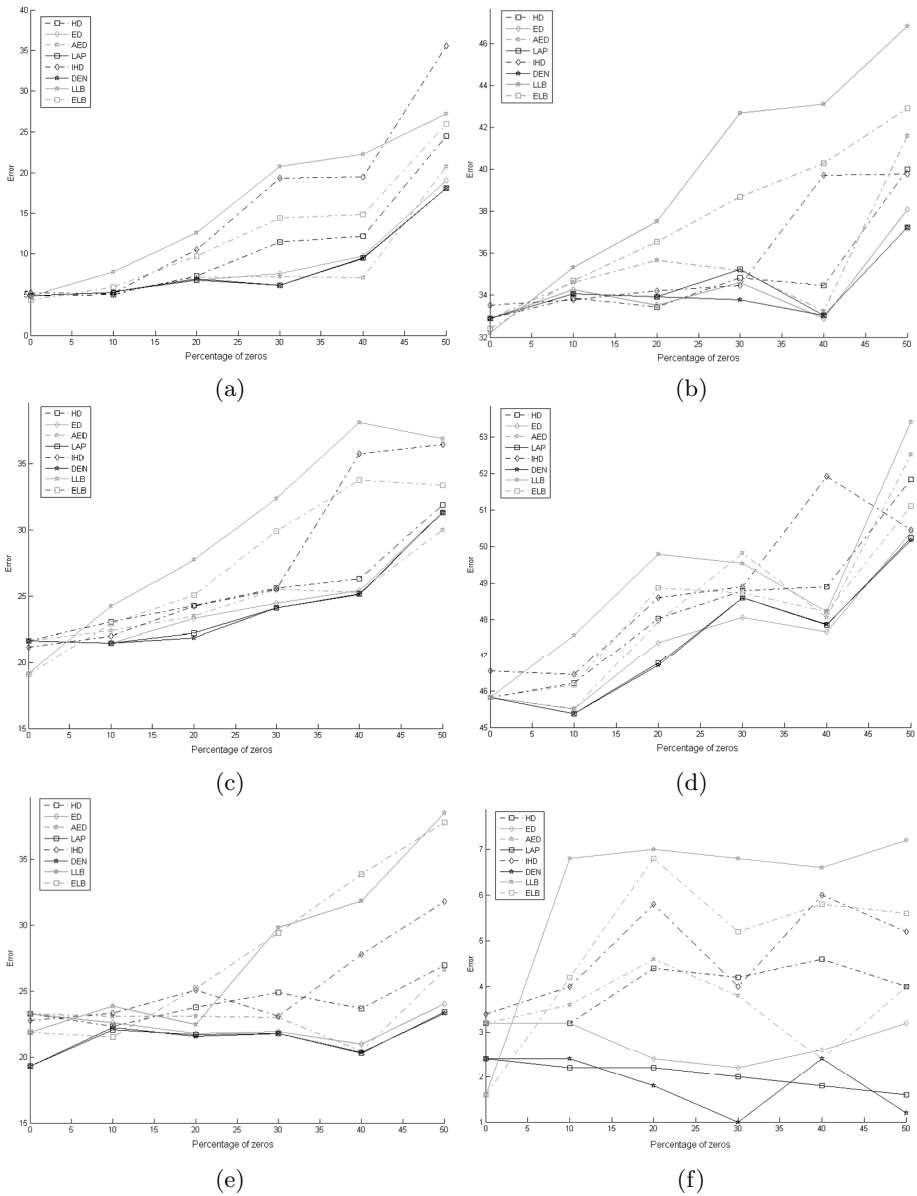 40
35
30
25
20
15
10
5
0
Error
HD
ED
AED
LAP
IHD
DEN
LLB
ELB
0 5 10 15 20 25 30 35 40 45 50
Percentage of zeros
(a)
46
44
42
40
38
36
34
32
Error
HD
ED
AED
LAP
IHD
DEN
LLB
ELB
0 5 10 15 20 25 30 35 40 45 50
Percentage of zeros
(b)
35
30
25
20
15
Error
HD
ED
AED
LAP
IHD
DEN
LLB
ELB
0 5 10 15 20 25 30 35 40 45 50
Percentage of zeros
(c)
53
52
51
50
49
48
47
46
45
Error
HD
ED
AED
LAP
IHD
DEN
LLB
ELB
0 5 10 15 20 25 30 35 40 45 50
Percentage of zeros
(d)
35
30
25
20
15
Error
HD
ED
AED
LAP
IHD
DEN
LLB
ELB
0 5 10 15 20 25 30 35 40 45 50
Percentage of zeros
(e)
7
6
5
4
3
2
1
Error
HD
ED
AED
LAP
IHD
DEN
LLB
ELB
0 5 10 15 20 25 30 35 40 45 50
Percentage of zeros
(f)